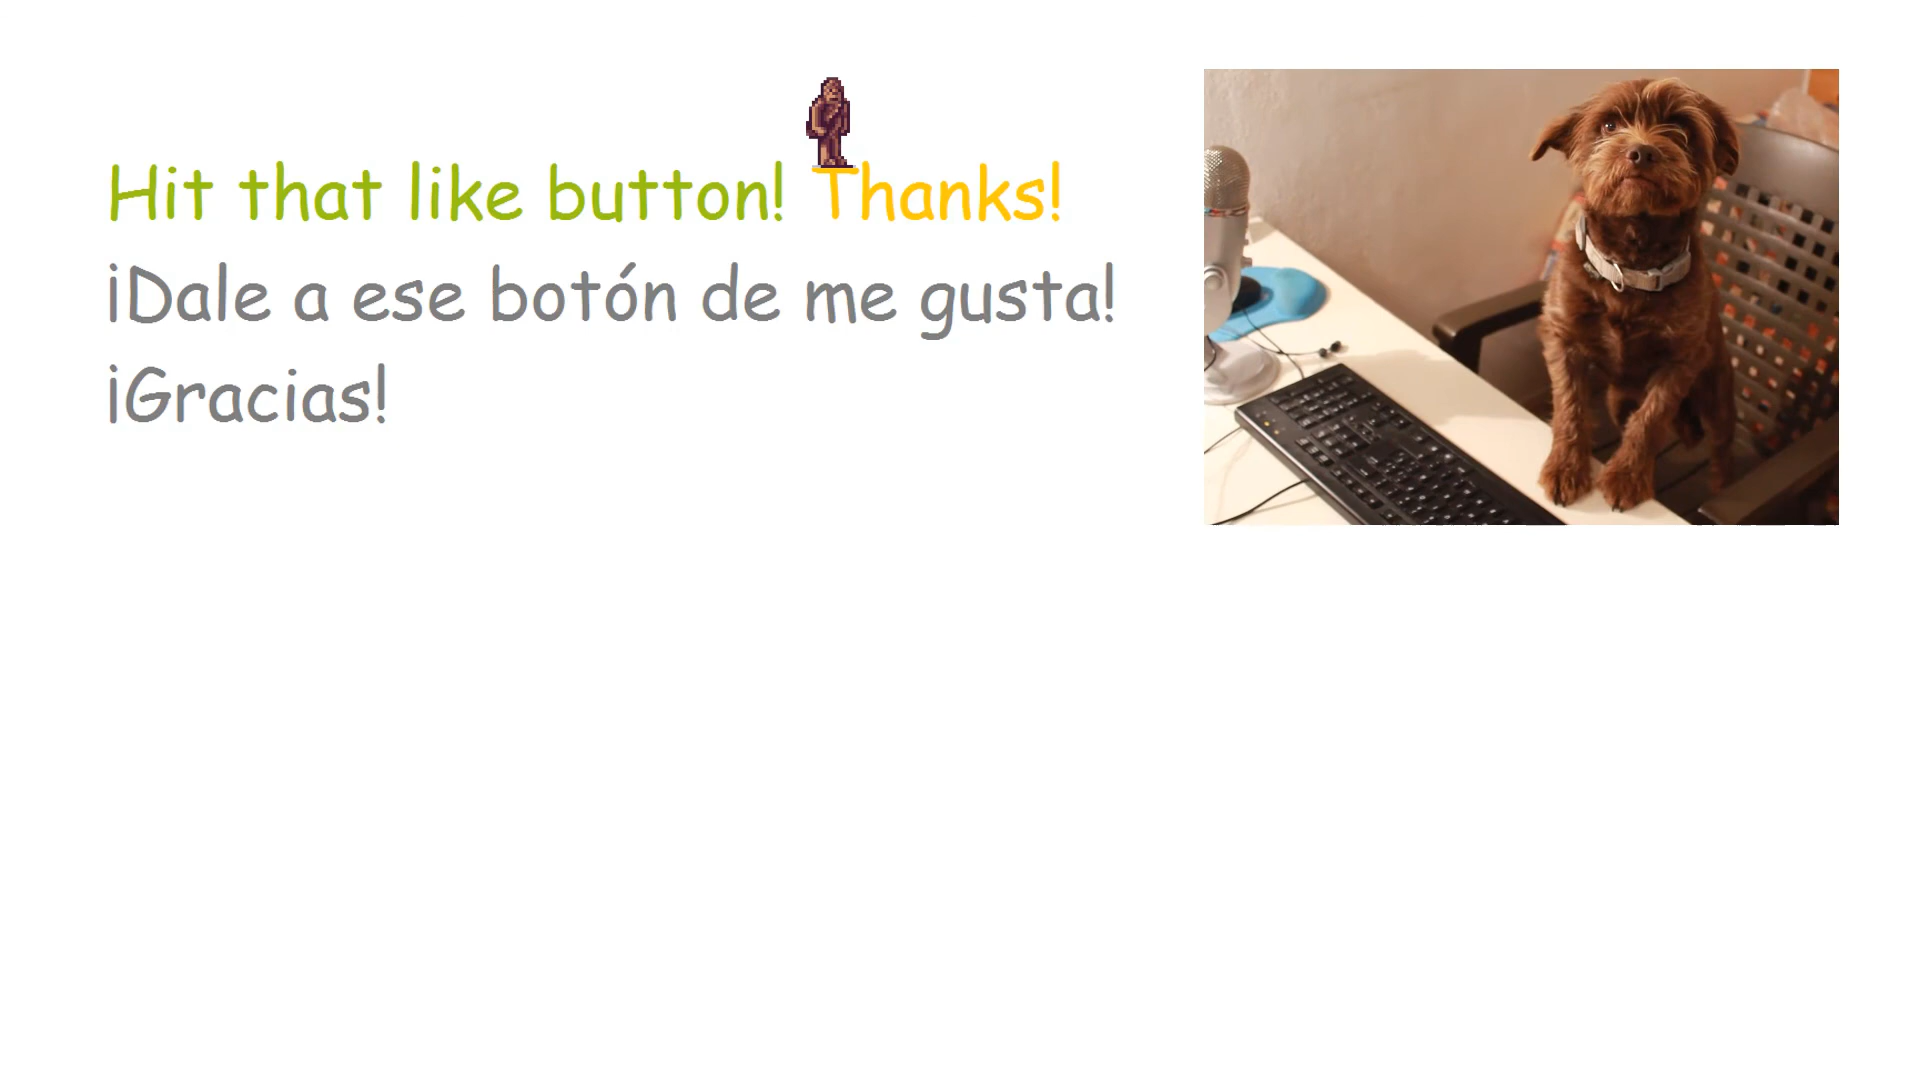 Hit that like button! Thanks!
¡Dale a ese botón de me gusta!
¡Gracias!